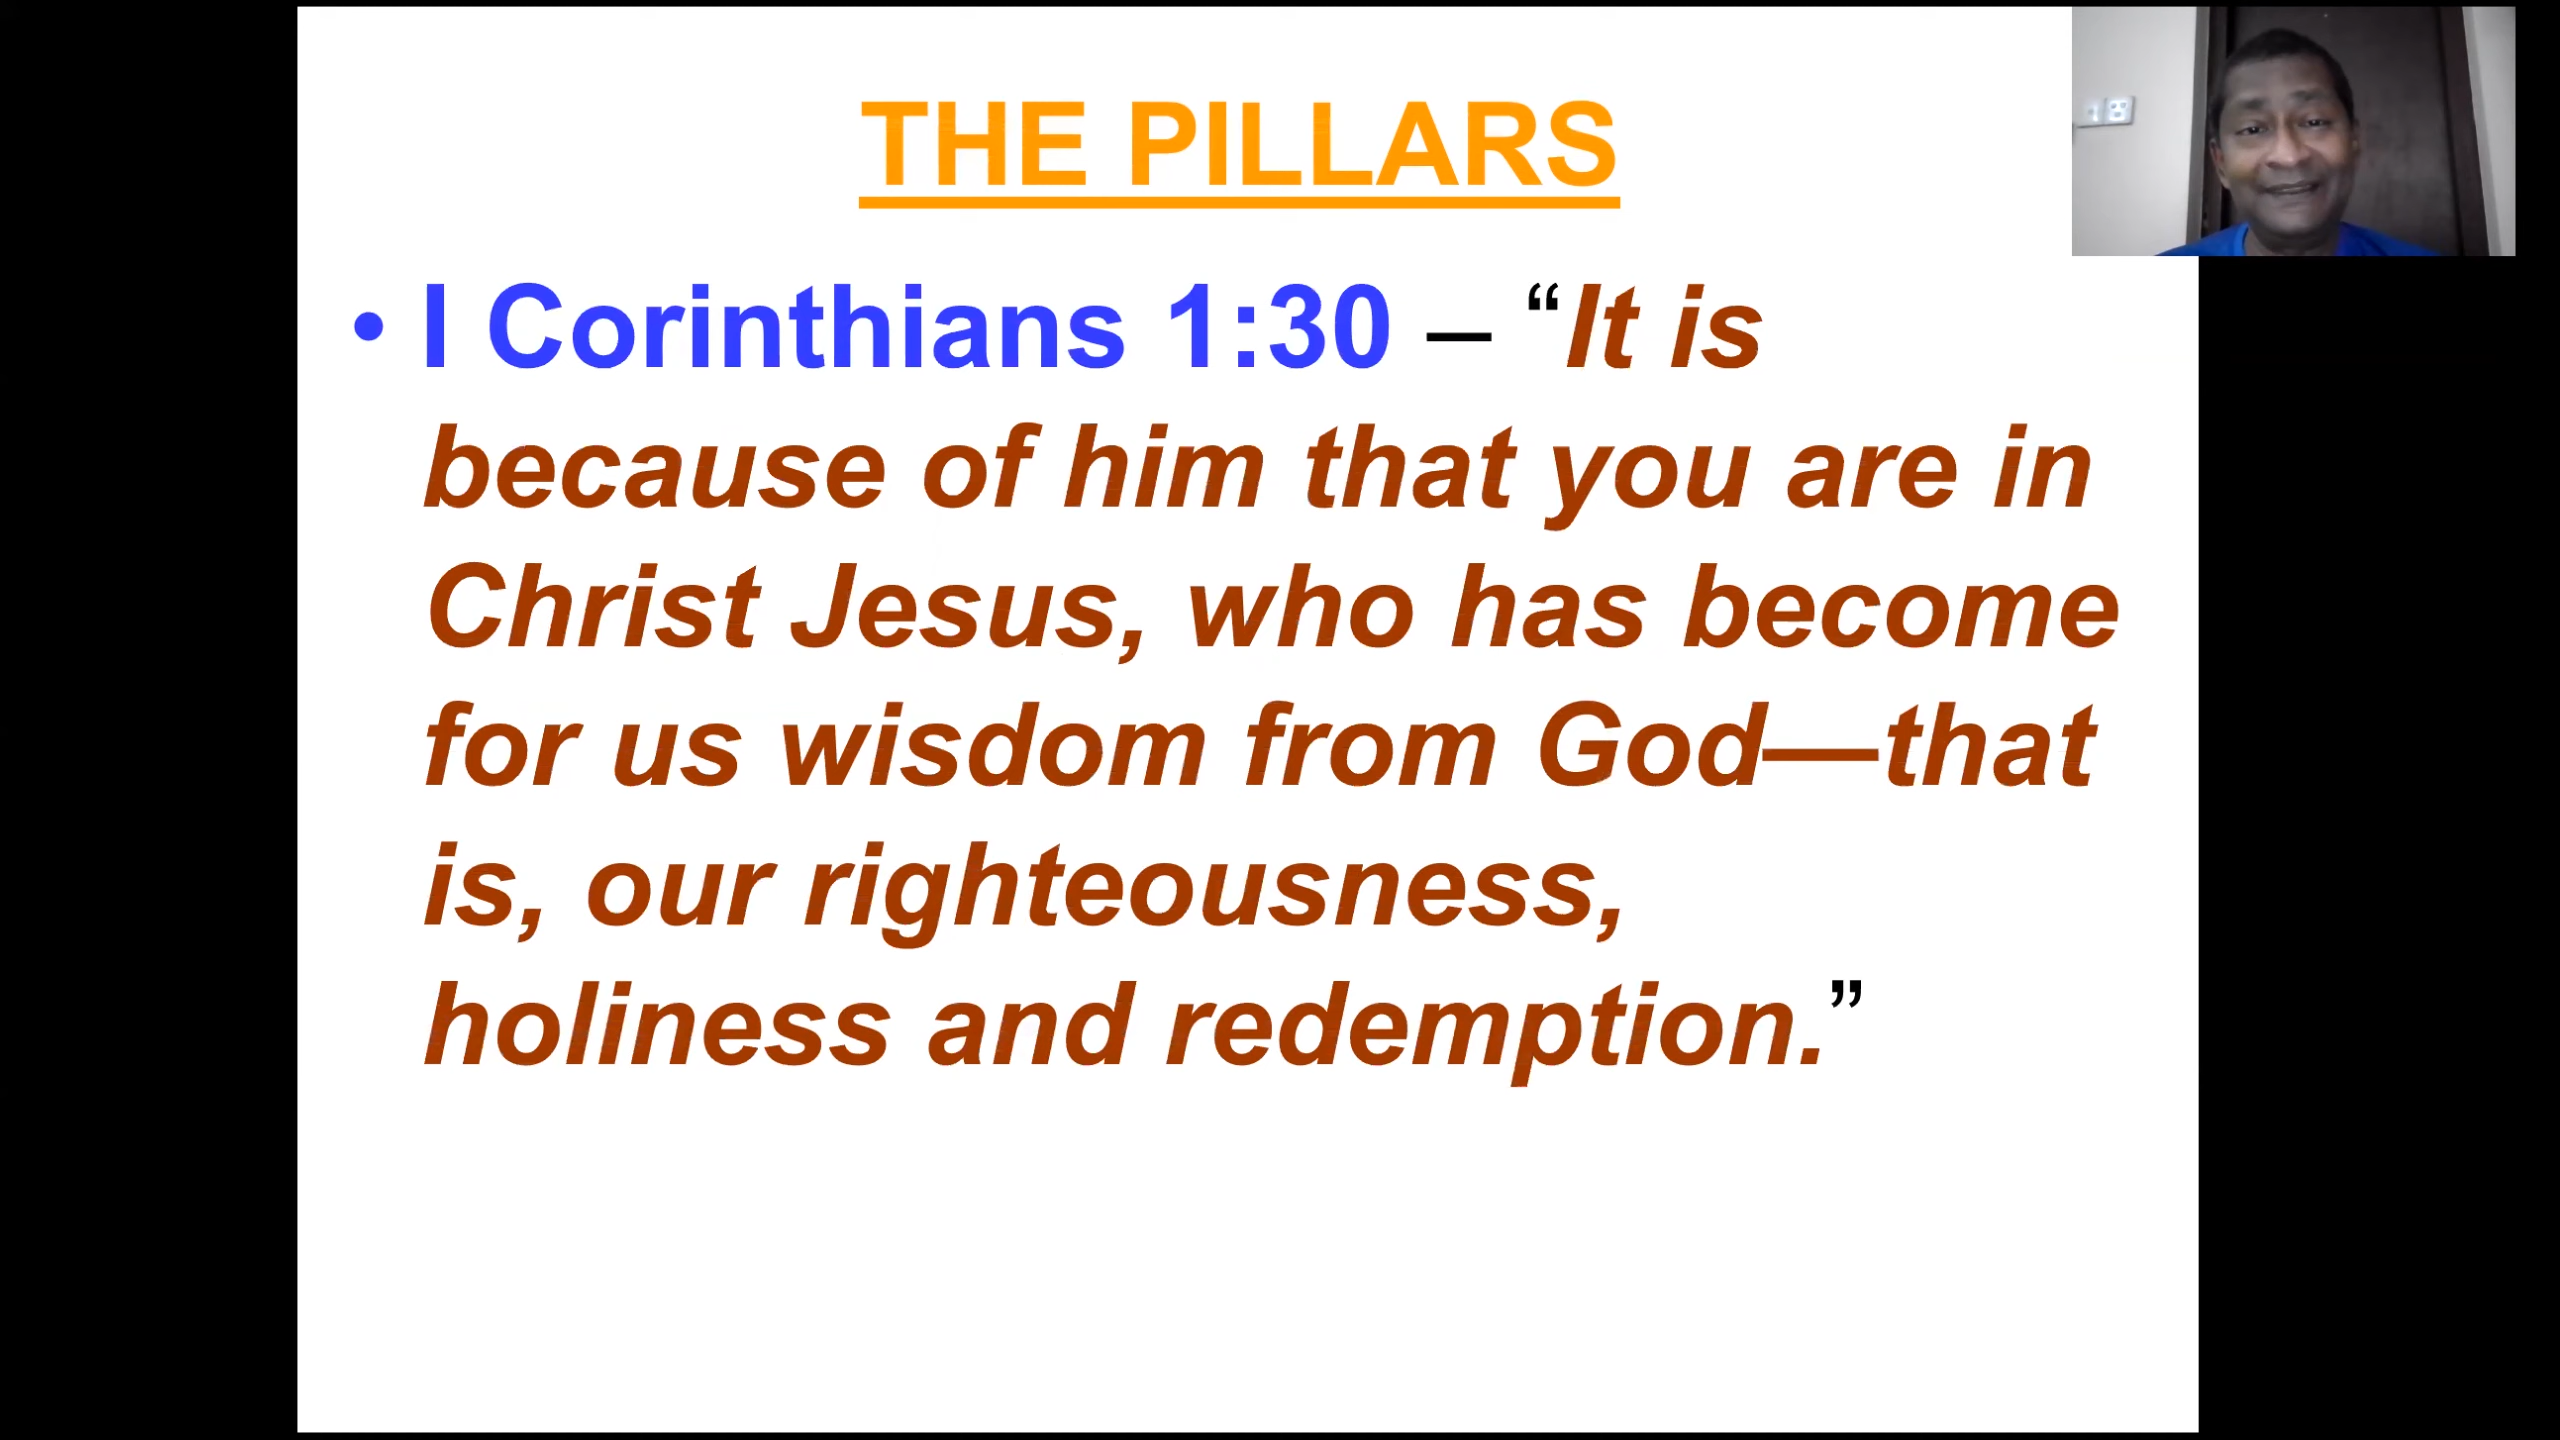 THE PILLARS
• I Corinthians 1:30 – “It is
because of him that you are in
Christ Jesus, who has become
for us wisdom from God—that
is, our righteousness,
holiness and redemption.”